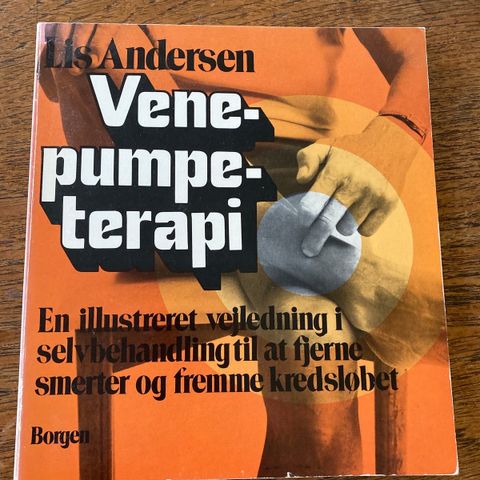 Lis Andersen
Vene-
pumpe-
terapi
En illustreret vejledning i
selvbehandling til at fjerne
smerter og fremme kredsløbet
Borgen